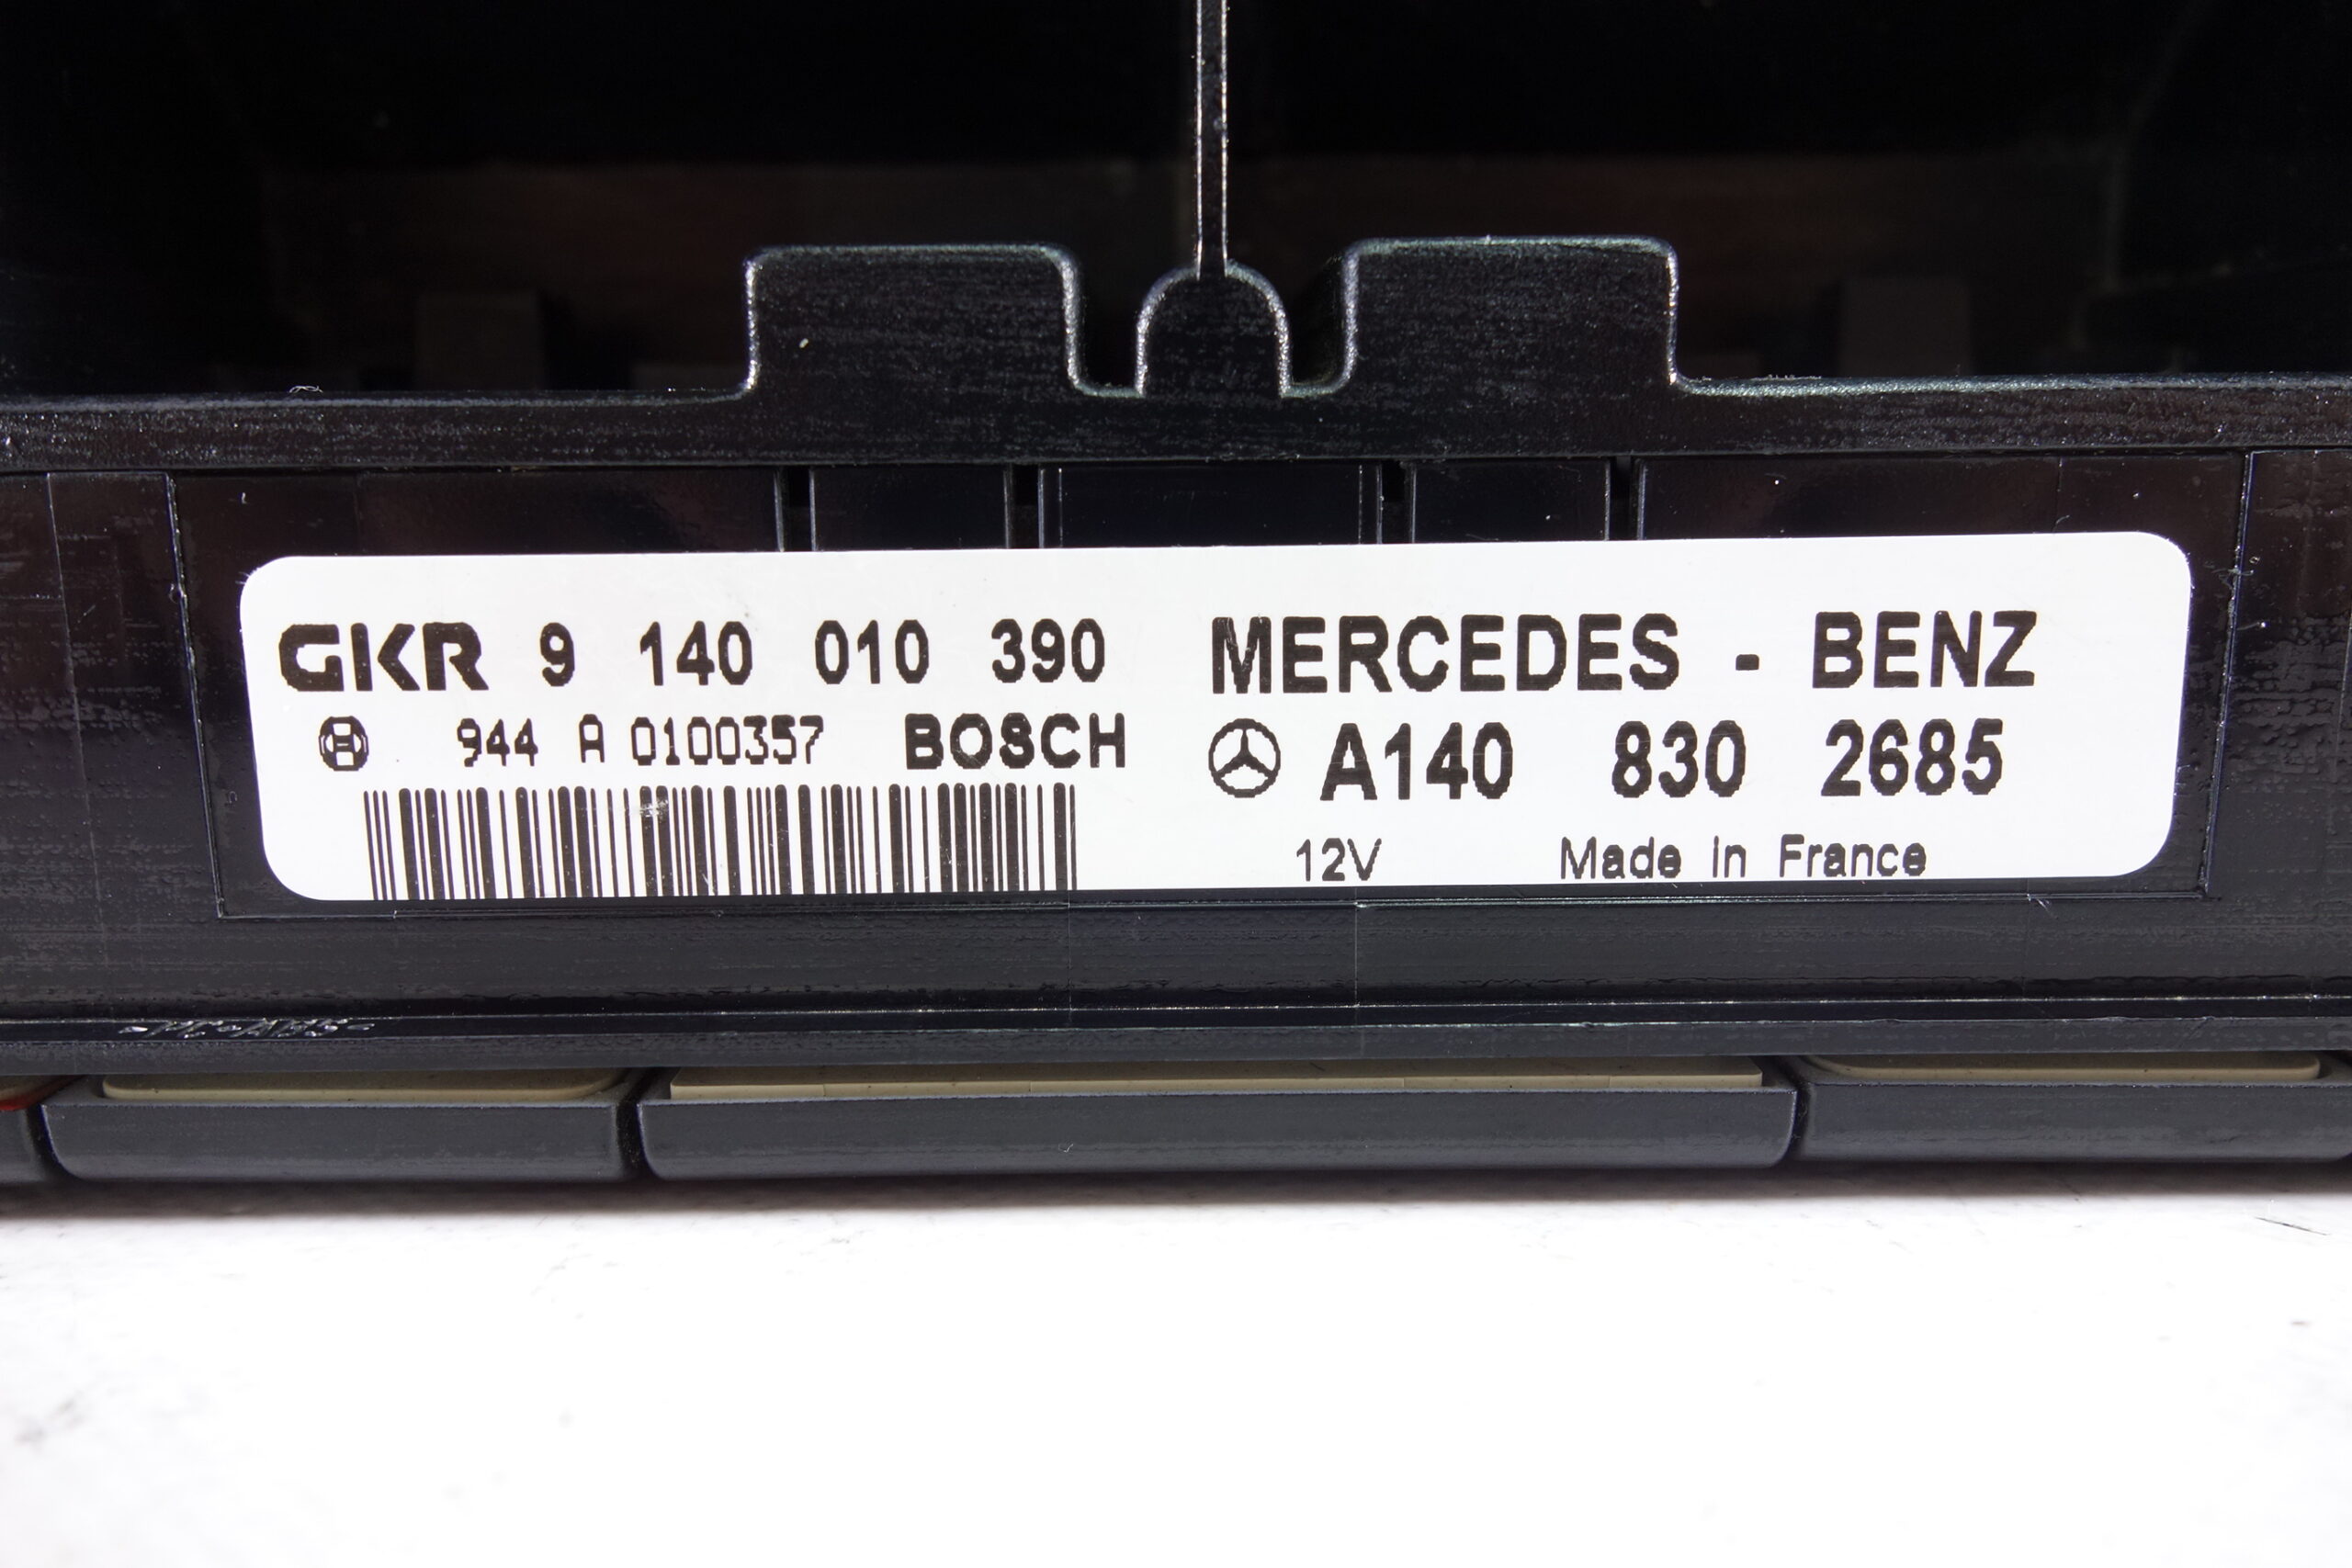 GKR 9 140 010 390
944 A 0100357 BOSCH
MERCEDES - BENZ
A140 830 2685
12V Made in France